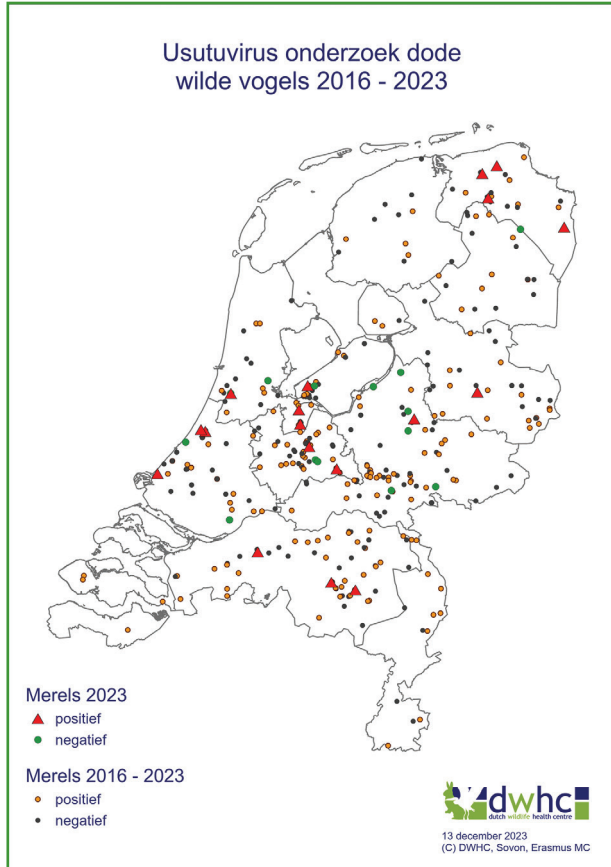 Usutuvirus onderzoek dode
wilde vogels 2016 - 2023
Merels 2023
positief
negatief
Merels 2016 - 2023
positief
negatief
dwhc
dutch wildlife health centre
13 december 2023
(C) DWHC, Sovon, Erasmus MC